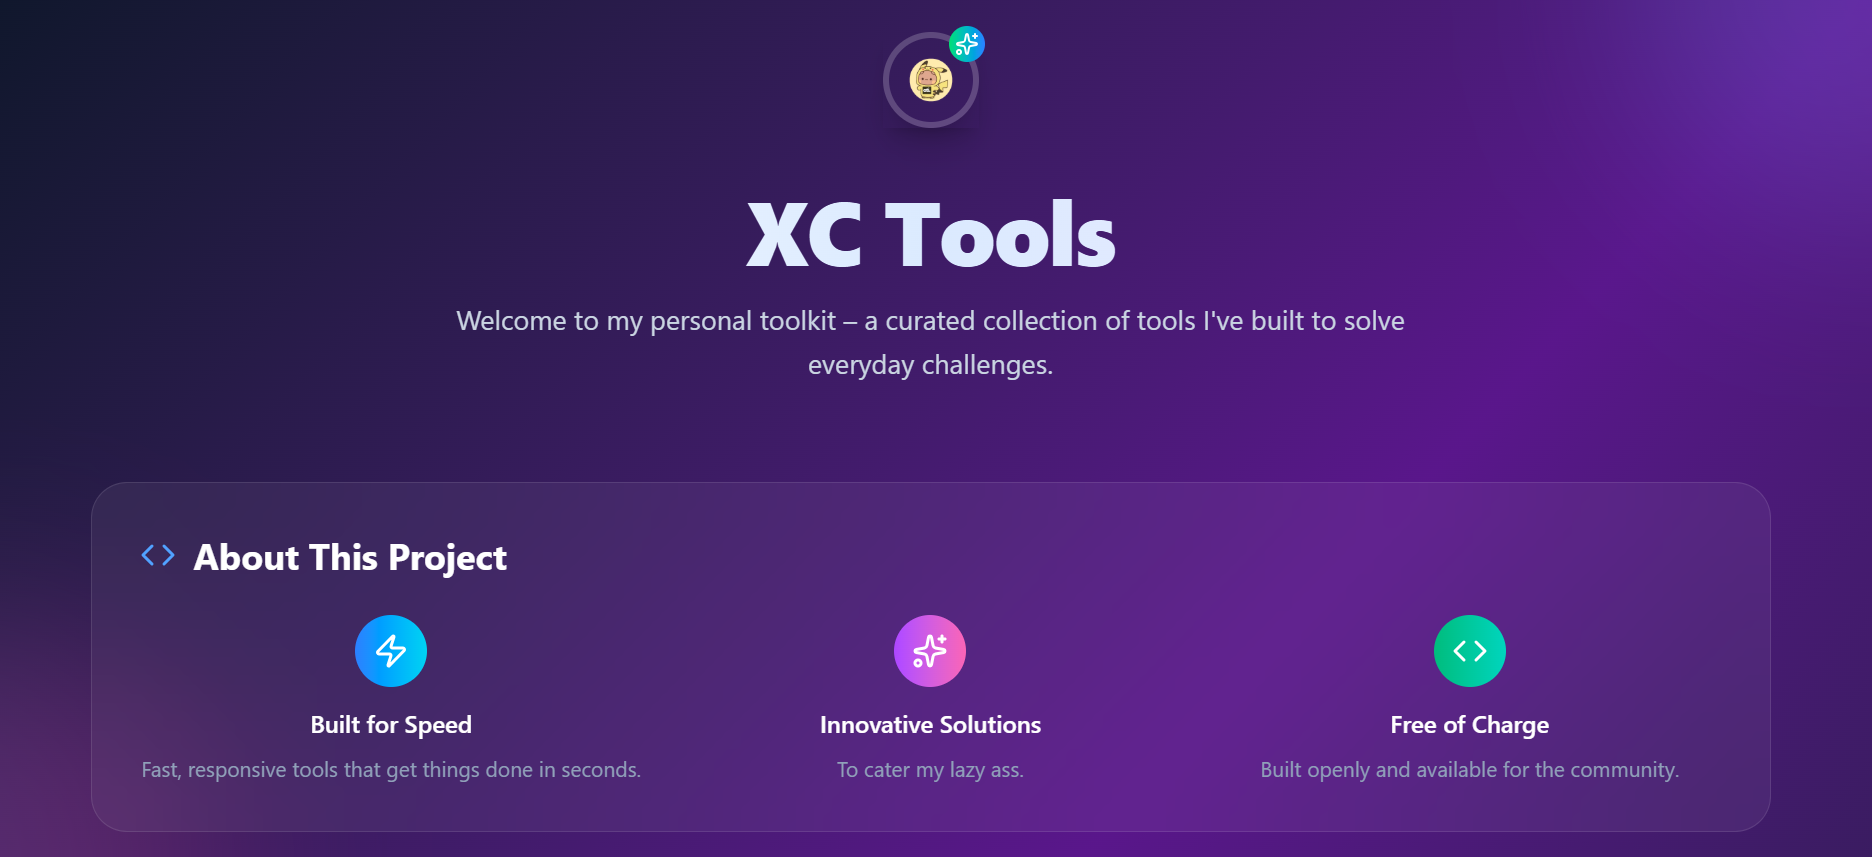 XC Tools
Welcome to my personal toolkit – a curated collection of tools I've built to solve
everyday challenges.
About This Project
Built for Speed
Fast, responsive tools that get things done in seconds.
Innovative Solutions
To cater my lazy ass.
Free of Charge
Built openly and available for the community.